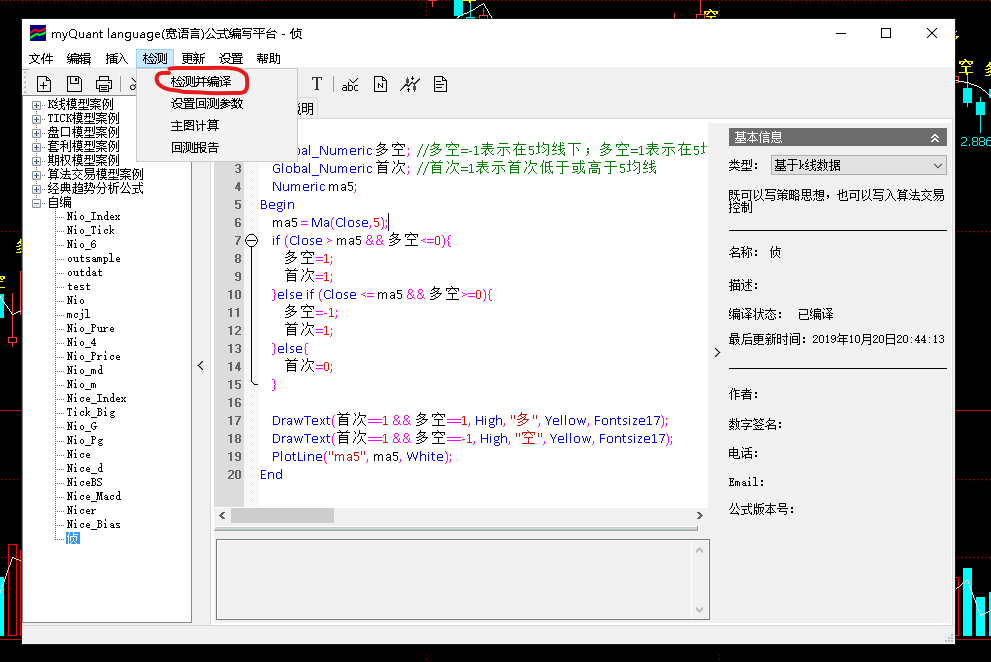 空
myQuant language(宽语言)公式编写平台 - 侦
文件 编辑 插入 检测 更新 设置 帮助
检测并编译
设置回测参数
主图计算
回测报告
T abc N
明
K线模型案例
TICK模型案例
盘口模型案例
套利模型案例
期权模型案例
算法交易模型案例
经典趋势分析公式
自编
Nio_Index
Nio_Tick
Nio_6
outsample
outdat
test
Nio
mcjl
Nio_Pure
Nio_4
Nio_Price
Nio_md
Nio_m
Nice_Index
Tick_Big
Nio_G
Nio_Pg
Nice
Nice_d
NiceBS
Nice_Macd
Nicer
Nice_Bias
侦
bal_Numeric 多空; //多空=-1表示在5均线下；多空=1表示在5均
3 Global_Numeric 首次; //首次=1表示首次低于或高于5均线
4 Numeric ma5;
5 Begin
6 ma5 = Ma(Close,5);
7 if (Close > ma5 && 多空<=0){
8 多空=1;
9 首次=1;
10 }else if (Close <= ma5 && 多空>=0){
11 多空=-1;
12 首次=1;
13 }else{
14 首次=0;
15 }
16
17 DrawText(首次==1 && 多空==1, High, "多", Yellow, Fontsize17);
18 DrawText(首次==1 && 多空==-1, High, "空", Yellow, Fontsize17);
19 PlotLine("ma5", ma5, White);
20 End
基本信息
类型： 基于k线数据
既可以写策略思想，也可以写入算法交易
控制
名称： 侦
描述：
编译状态： 已编译
最后更新时间：2019年10月20日20:44:13
作者：
数字签名：
电话：
Email：
公式版本号：
空
多
2.886